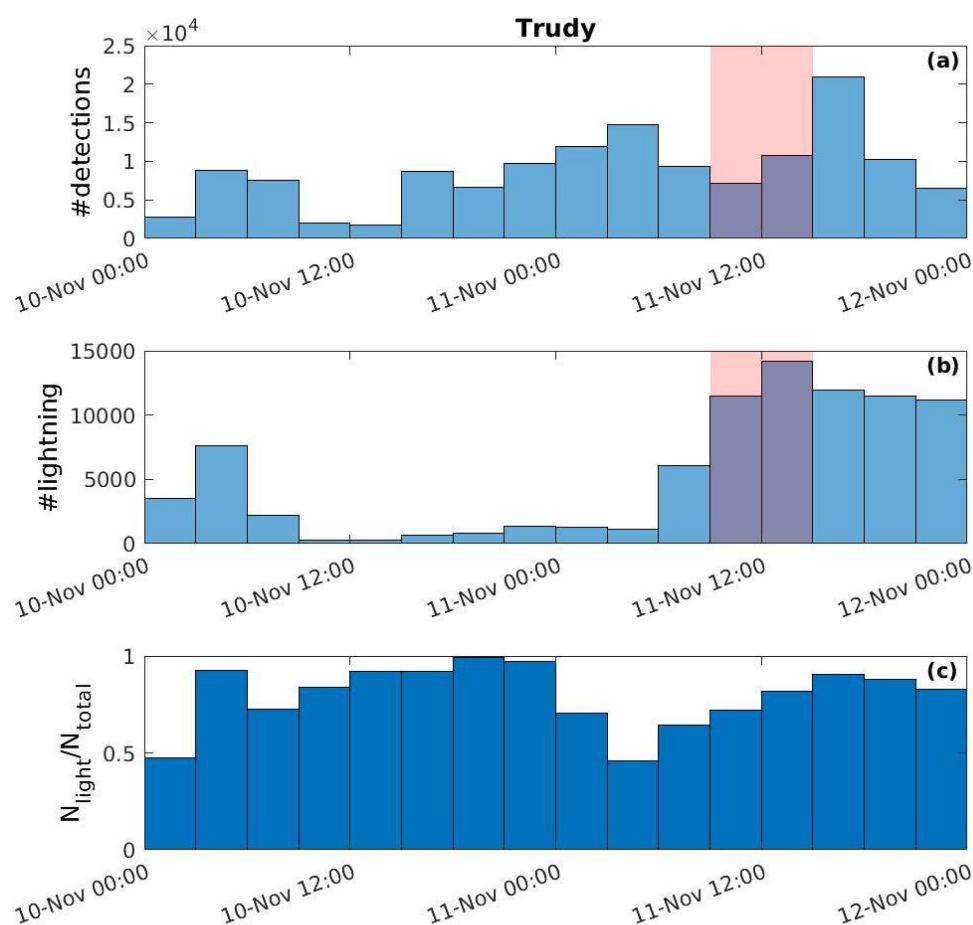 Trudy
×10⁴
(a)
2.5
2
1.5
1
0.5
0
#detections
10-Nov 00:00
10-Nov 12:00
11-Nov 00:00
11-Nov 12:00
12-Nov 00:00
(b)
15000
10000
5000
0
#lightning
10-Nov 00:00
10-Nov 12:00
11-Nov 00:00
11-Nov 12:00
12-Nov 00:00
(c)
1
0.5
0
N_light/N_total
10-Nov 00:00
10-Nov 12:00
11-Nov 00:00
11-Nov 12:00
12-Nov 00:00